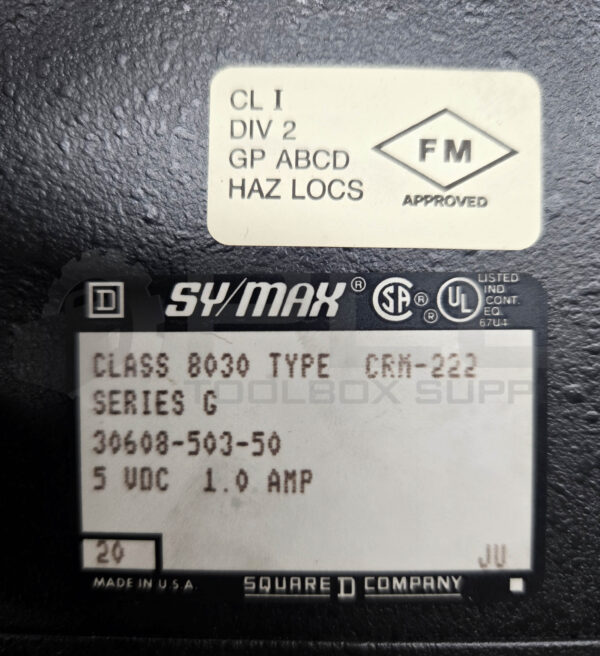 CL I
DIV 2
GP ABCD
HAZ LOCS
FM
APPROVED
D SY/MAX® SA® ® UL LISTED
IND
CONT.
EQ.
67U4
CLASS 8030 TYPE CRM-222
TOOLBOX SUPP
SERIES G
30608-503-50
5 VDC 1.0 AMP
20 JU
MADE IN U.S.A. SQUARE D COMPANY